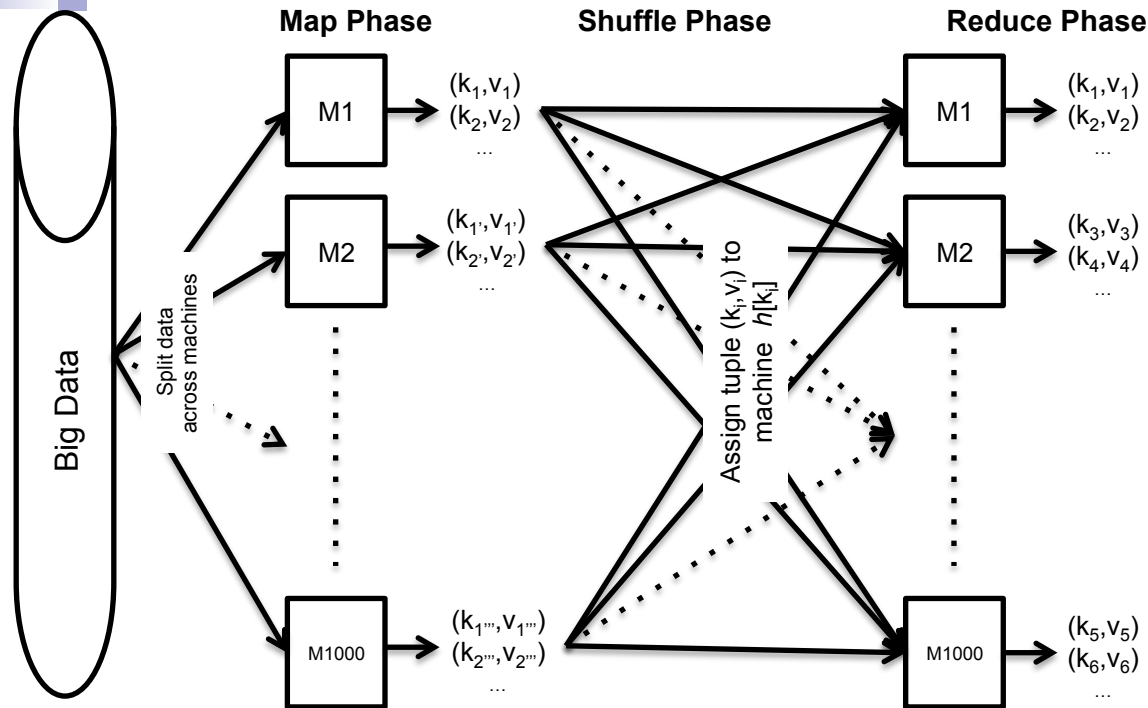 Map Phase
Shuffle Phase
Reduce Phase
Big Data
Split data
across machines
M1
(k₁,v₁)
(k₂,v₂)
...
M2
(k₁',v₁')
(k₂',v₂')
...
M1000
(k₁''',v₁''')
(k₂''',v₂''')
...
Assign tuple (kᵢ,vᵢ) to
machine h[kᵢ]
M1
(k₁,v₁)
(k₂,v₂)
...
M2
(k₃,v₃)
(k₄,v₄)
...
M1000
(k₅,v₅)
(k₆,v₆)
...